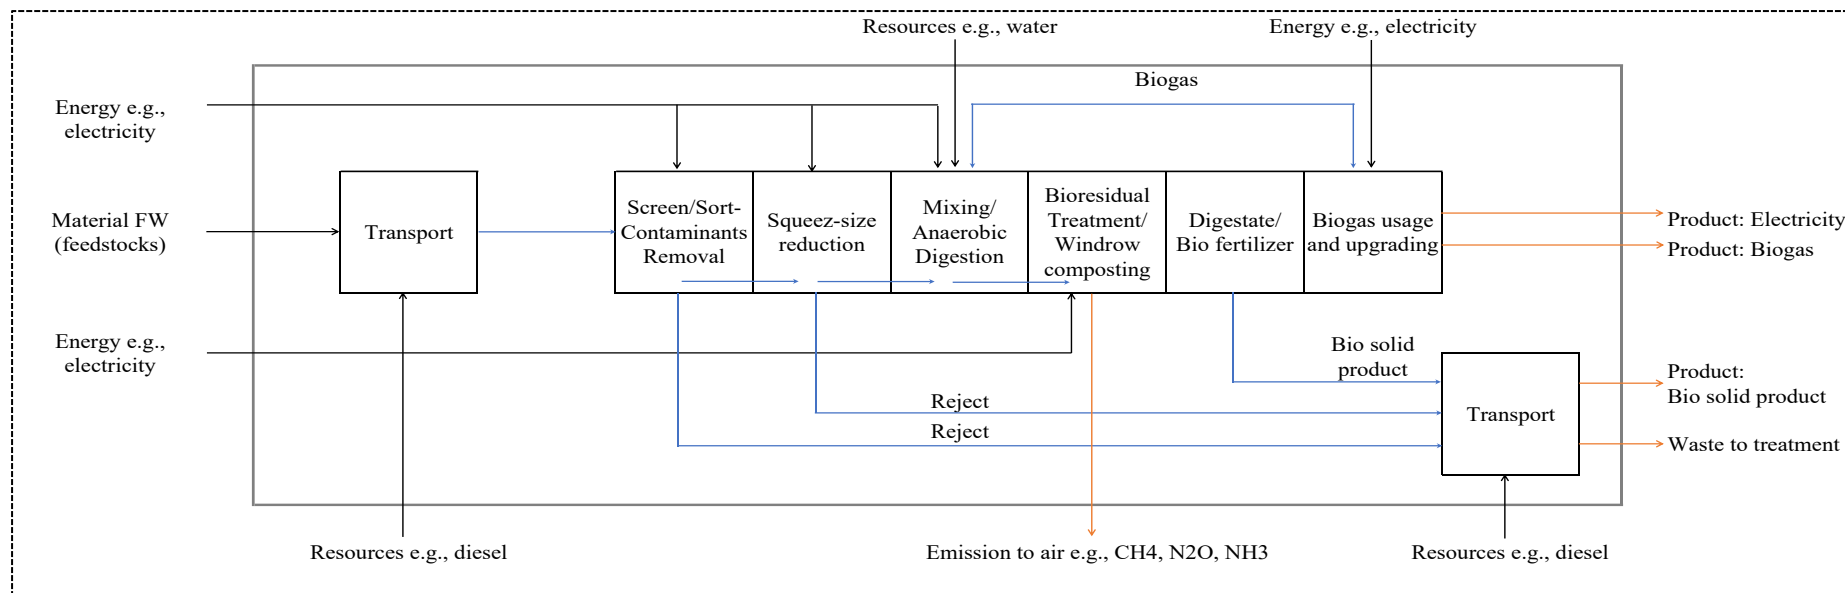 Resources e.g., water
Energy e.g., electricity
Biogas
Energy e.g.,
electricity
Material FW
(feedstocks)
Transport
Screen/Sort-
Contaminants
Removal
Squeez-size
reduction
Mixing/
Anaerobic
Digestion
Bioresidual
Treatment/
Windrow
composting
Digestate/
Bio fertilizer
Biogas usage
and upgrading
Product: Electricity
Product: Biogas
Energy e.g.,
electricity
Bio solid
product
Reject
Reject
Transport
Product:
Bio solid product
Waste to treatment
Resources e.g., diesel
Emission to air e.g., CH4, N2O, NH3
Resources e.g., diesel